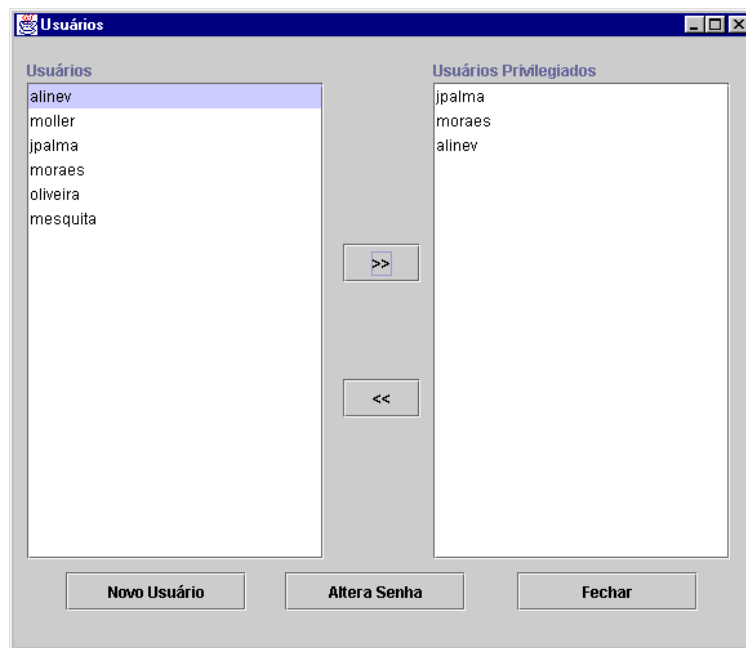 Usuários
Usuários
alinev
moller
jpalma
moraes
oliveira
mesquita
Usuários Privilegiados
jpalma
moraes
alinev
>>
<<
Novo Usuário
Altera Senha
Fechar